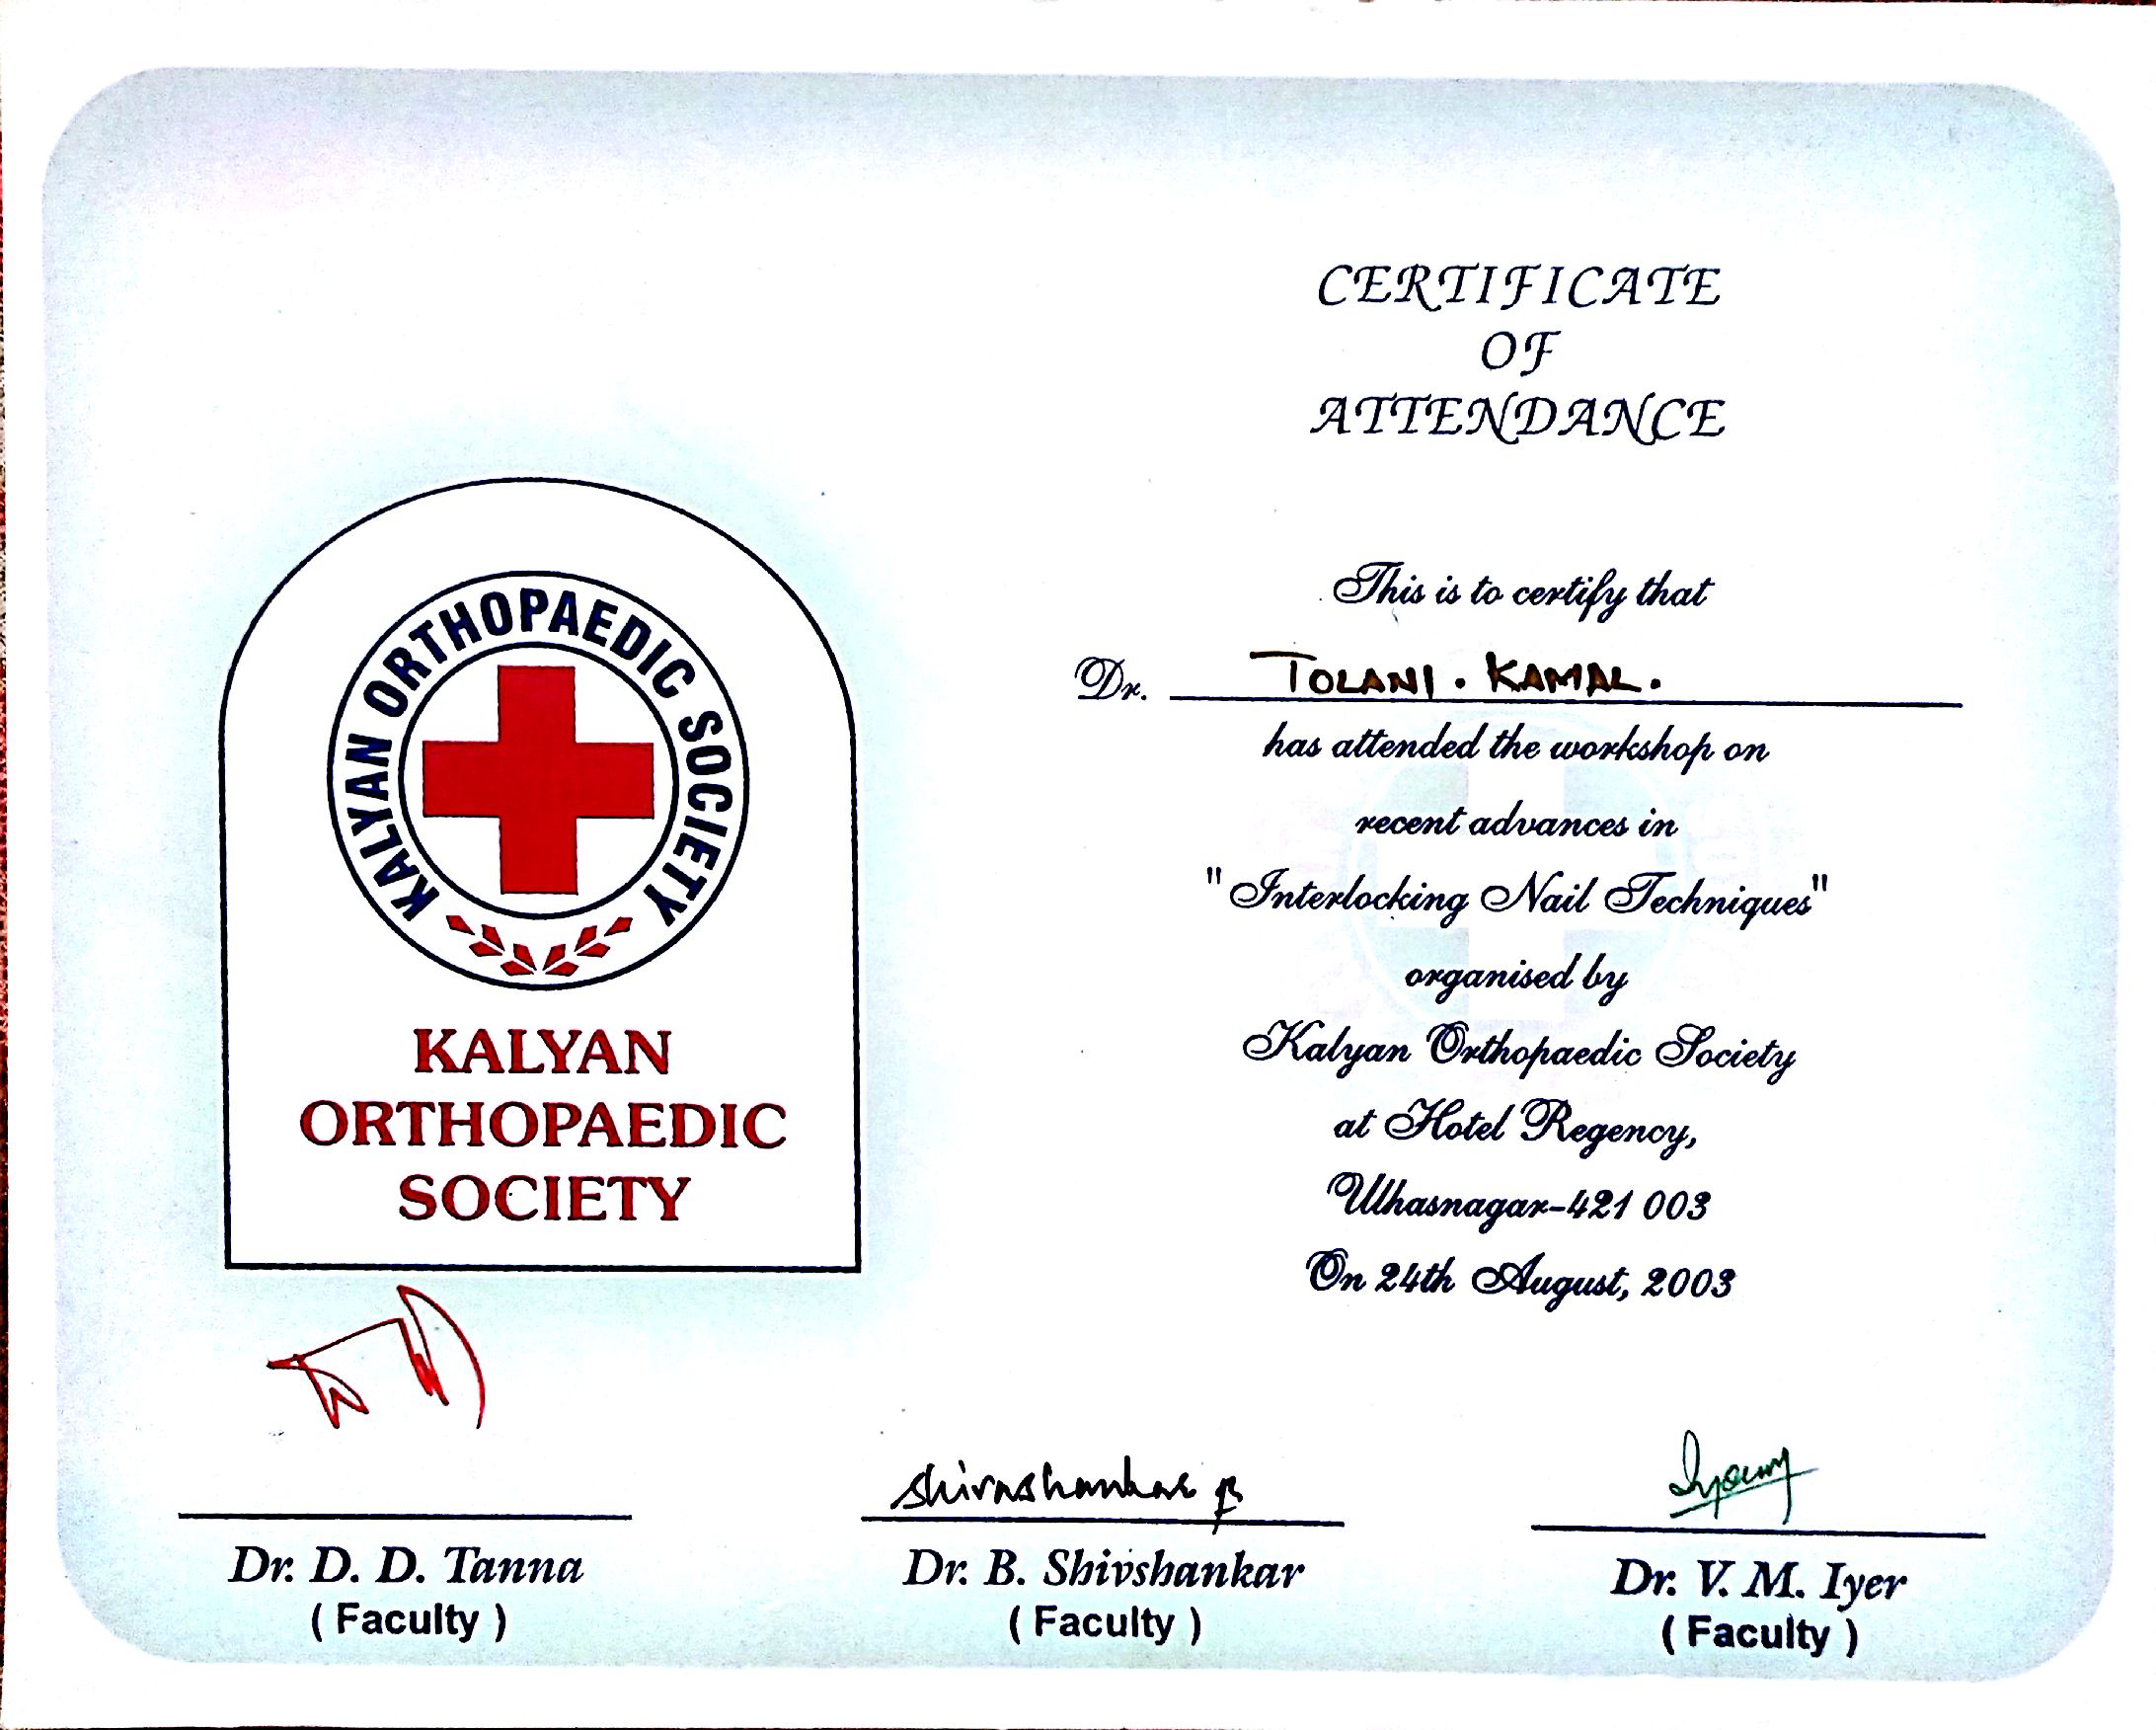 CERTIFICATE
OF
ATTENDANCE
KALYAN ORTHOPAEDIC SOCIETY
KALYAN
ORTHOPAEDIC
SOCIETY
This is to certify that
Dr. TOLANI. KAMAL.
has attended the workshop on
recent advances in
"Interlocking Nail Techniques"
organised by
Kalyan Orthopaedic Society
at Hotel Regency,
Ulhasnagar-421 003
On 24th August, 2003
Shivashankar B
Dr. D. D. Tanna
( Faculty )
Dr. B. Shivshankar
( Faculty )
Dr. V. M. Iyer
( Faculty )